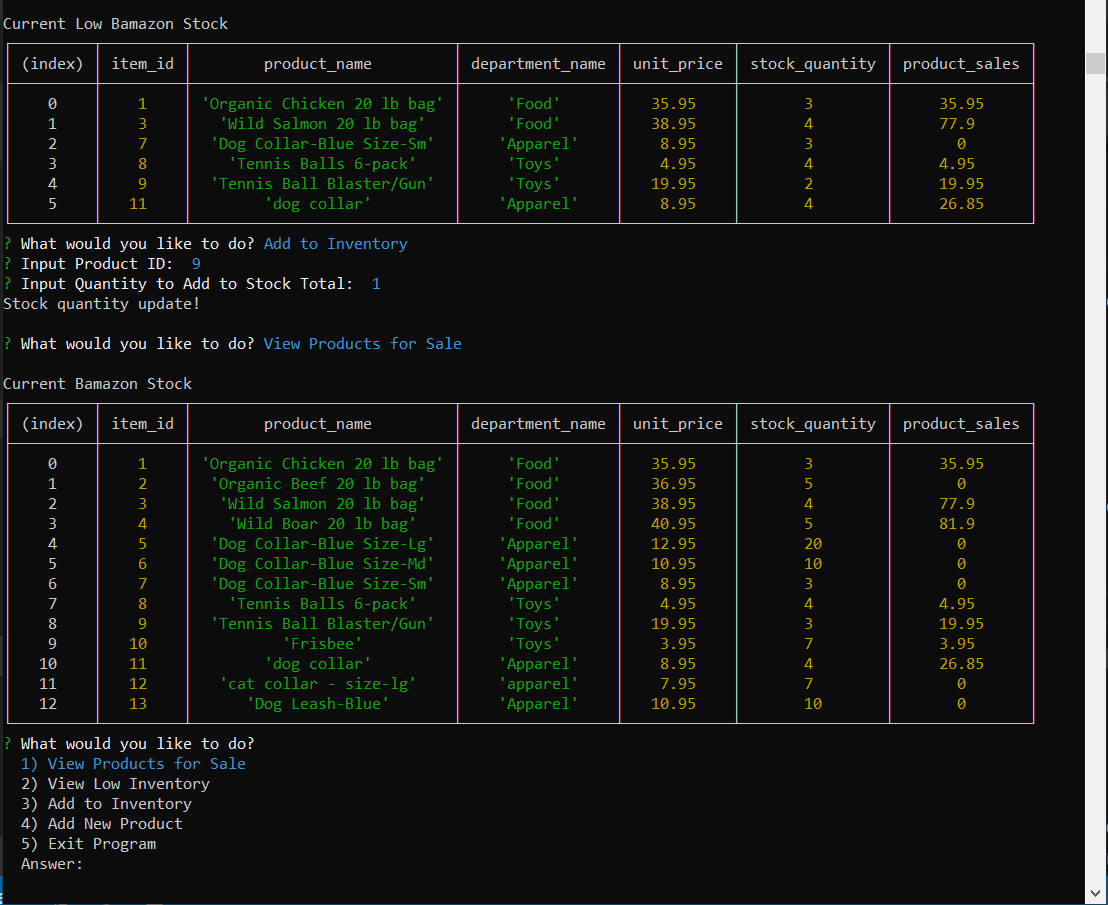 Current Low Bamazon Stock
(index) item_id product_name department_name unit_price stock_quantity product_sales
0 1 'Organic Chicken 20 lb bag' 'Food' 35.95 3 35.95
1 3 'Wild Salmon 20 lb bag' 'Food' 38.95 4 77.9
2 7 'Dog Collar-Blue Size-Sm' 'Apparel' 8.95 3 0
3 8 'Tennis Balls 6-pack' 'Toys' 4.95 4 4.95
4 9 'Tennis Ball Blaster/Gun' 'Toys' 19.95 2 19.95
5 11 'dog collar' 'Apparel' 8.95 4 26.85
? What would you like to do? Add to Inventory
? Input Product ID: 9
? Input Quantity to Add to Stock Total: 1
Stock quantity update!
? What would you like to do? View Products for Sale
Current Bamazon Stock
(index) item_id product_name department_name unit_price stock_quantity product_sales
0 1 'Organic Chicken 20 lb bag' 'Food' 35.95 3 35.95
1 2 'Organic Beef 20 lb bag' 'Food' 36.95 5 0
2 3 'Wild Salmon 20 lb bag' 'Food' 38.95 4 77.9
3 4 'Wild Boar 20 lb bag' 'Food' 40.95 5 81.9
4 5 'Dog Collar-Blue Size-Lg' 'Apparel' 12.95 20 0
5 6 'Dog Collar-Blue Size-Md' 'Apparel' 10.95 10 0
6 7 'Dog Collar-Blue Size-Sm' 'Apparel' 8.95 3 0
7 8 'Tennis Balls 6-pack' 'Toys' 4.95 4 4.95
8 9 'Tennis Ball Blaster/Gun' 'Toys' 19.95 3 19.95
9 10 'Frisbee' 'Toys' 3.95 7 3.95
10 11 'dog collar' 'Apparel' 8.95 4 26.85
11 12 'cat collar - size-lg' 'apparel' 7.95 7 0
12 13 'Dog Leash-Blue' 'Apparel' 10.95 10 0
? What would you like to do?
1) View Products for Sale
2) View Low Inventory
3) Add to Inventory
4) Add New Product
5) Exit Program
Answer: